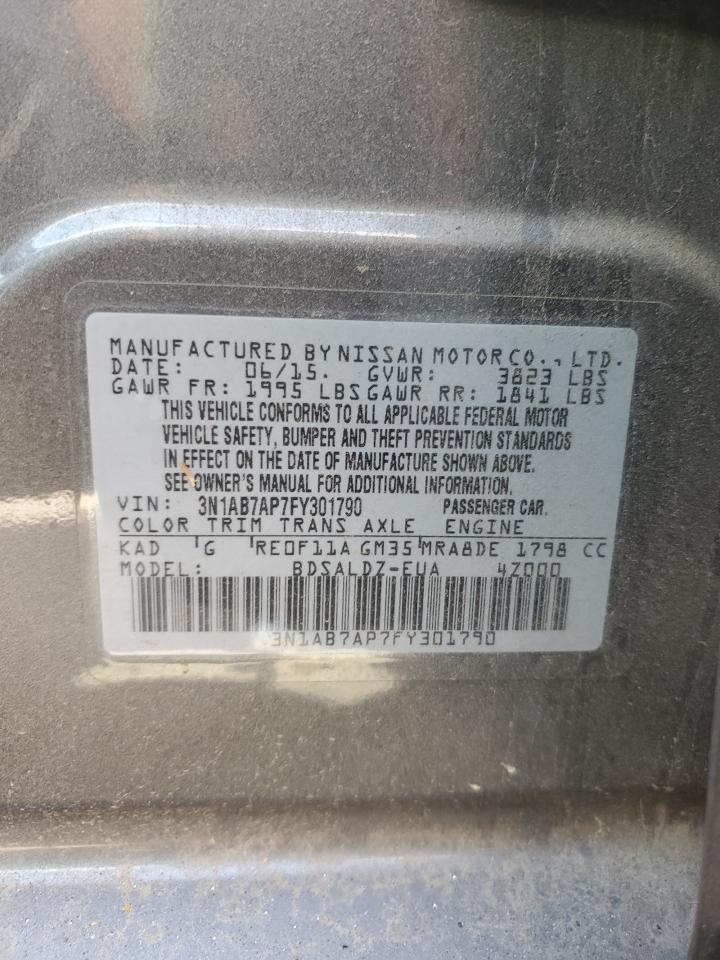 MANUFACTURED BY NISSAN MOTOR CO., LTD.
DATE: 06/15. GVWR: 3823 LBS
GAWR FR: 1995 LBS GAWR RR: 1841 LBS
THIS VEHICLE CONFORMS TO ALL APPLICABLE FEDERAL MOTOR
VEHICLE SAFETY, BUMPER AND THEFT PREVENTION STANDARDS
IN EFFECT ON THE DATE OF MANUFACTURE SHOWN ABOVE.
SEE OWNER'S MANUAL FOR ADDITIONAL INFORMATION.
VIN: 3N1AB7AP7FY301790 PASSENGER CAR.
COLOR TRIM TRANS AXLE ENGINE
KAD G RE0F11A GM35 MRA8DE 1798 CC
MODEL: BDSALDZ-EUA 4Z000
3N1AB7AP7FY301790